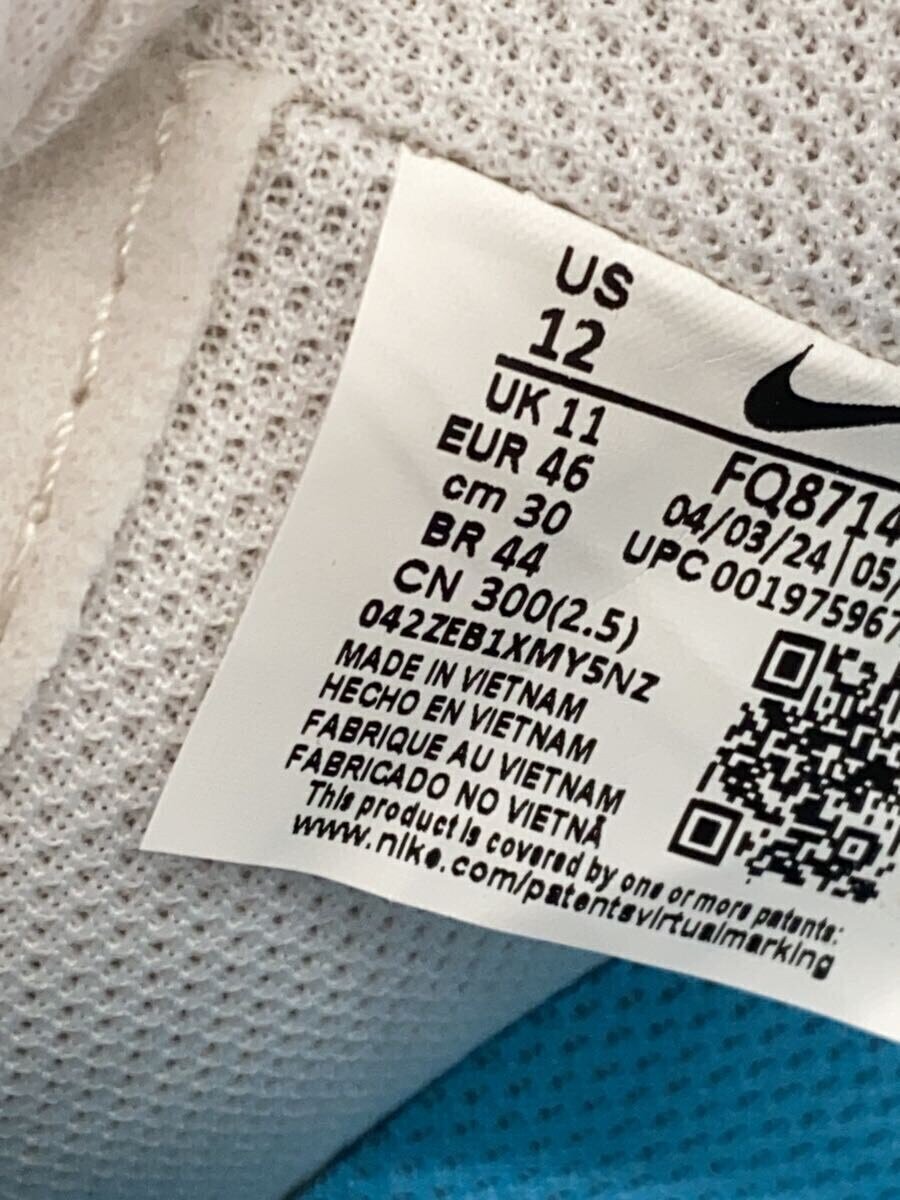 US
12
UK 11
EUR 46
cm 30
BR 44
CN 300(2.5)
042ZEB1XMY5NZ
MADE IN VIETNAM
HECHO EN VIETNAM
FABRIQUE AU VIETNAM
FABRICADO NO VIETNÃ
This product is covered by one or more patents:
www.nike.com/patentsvirtualmarking
FQ8714
04/03/24 | 05/
UPC 001975967